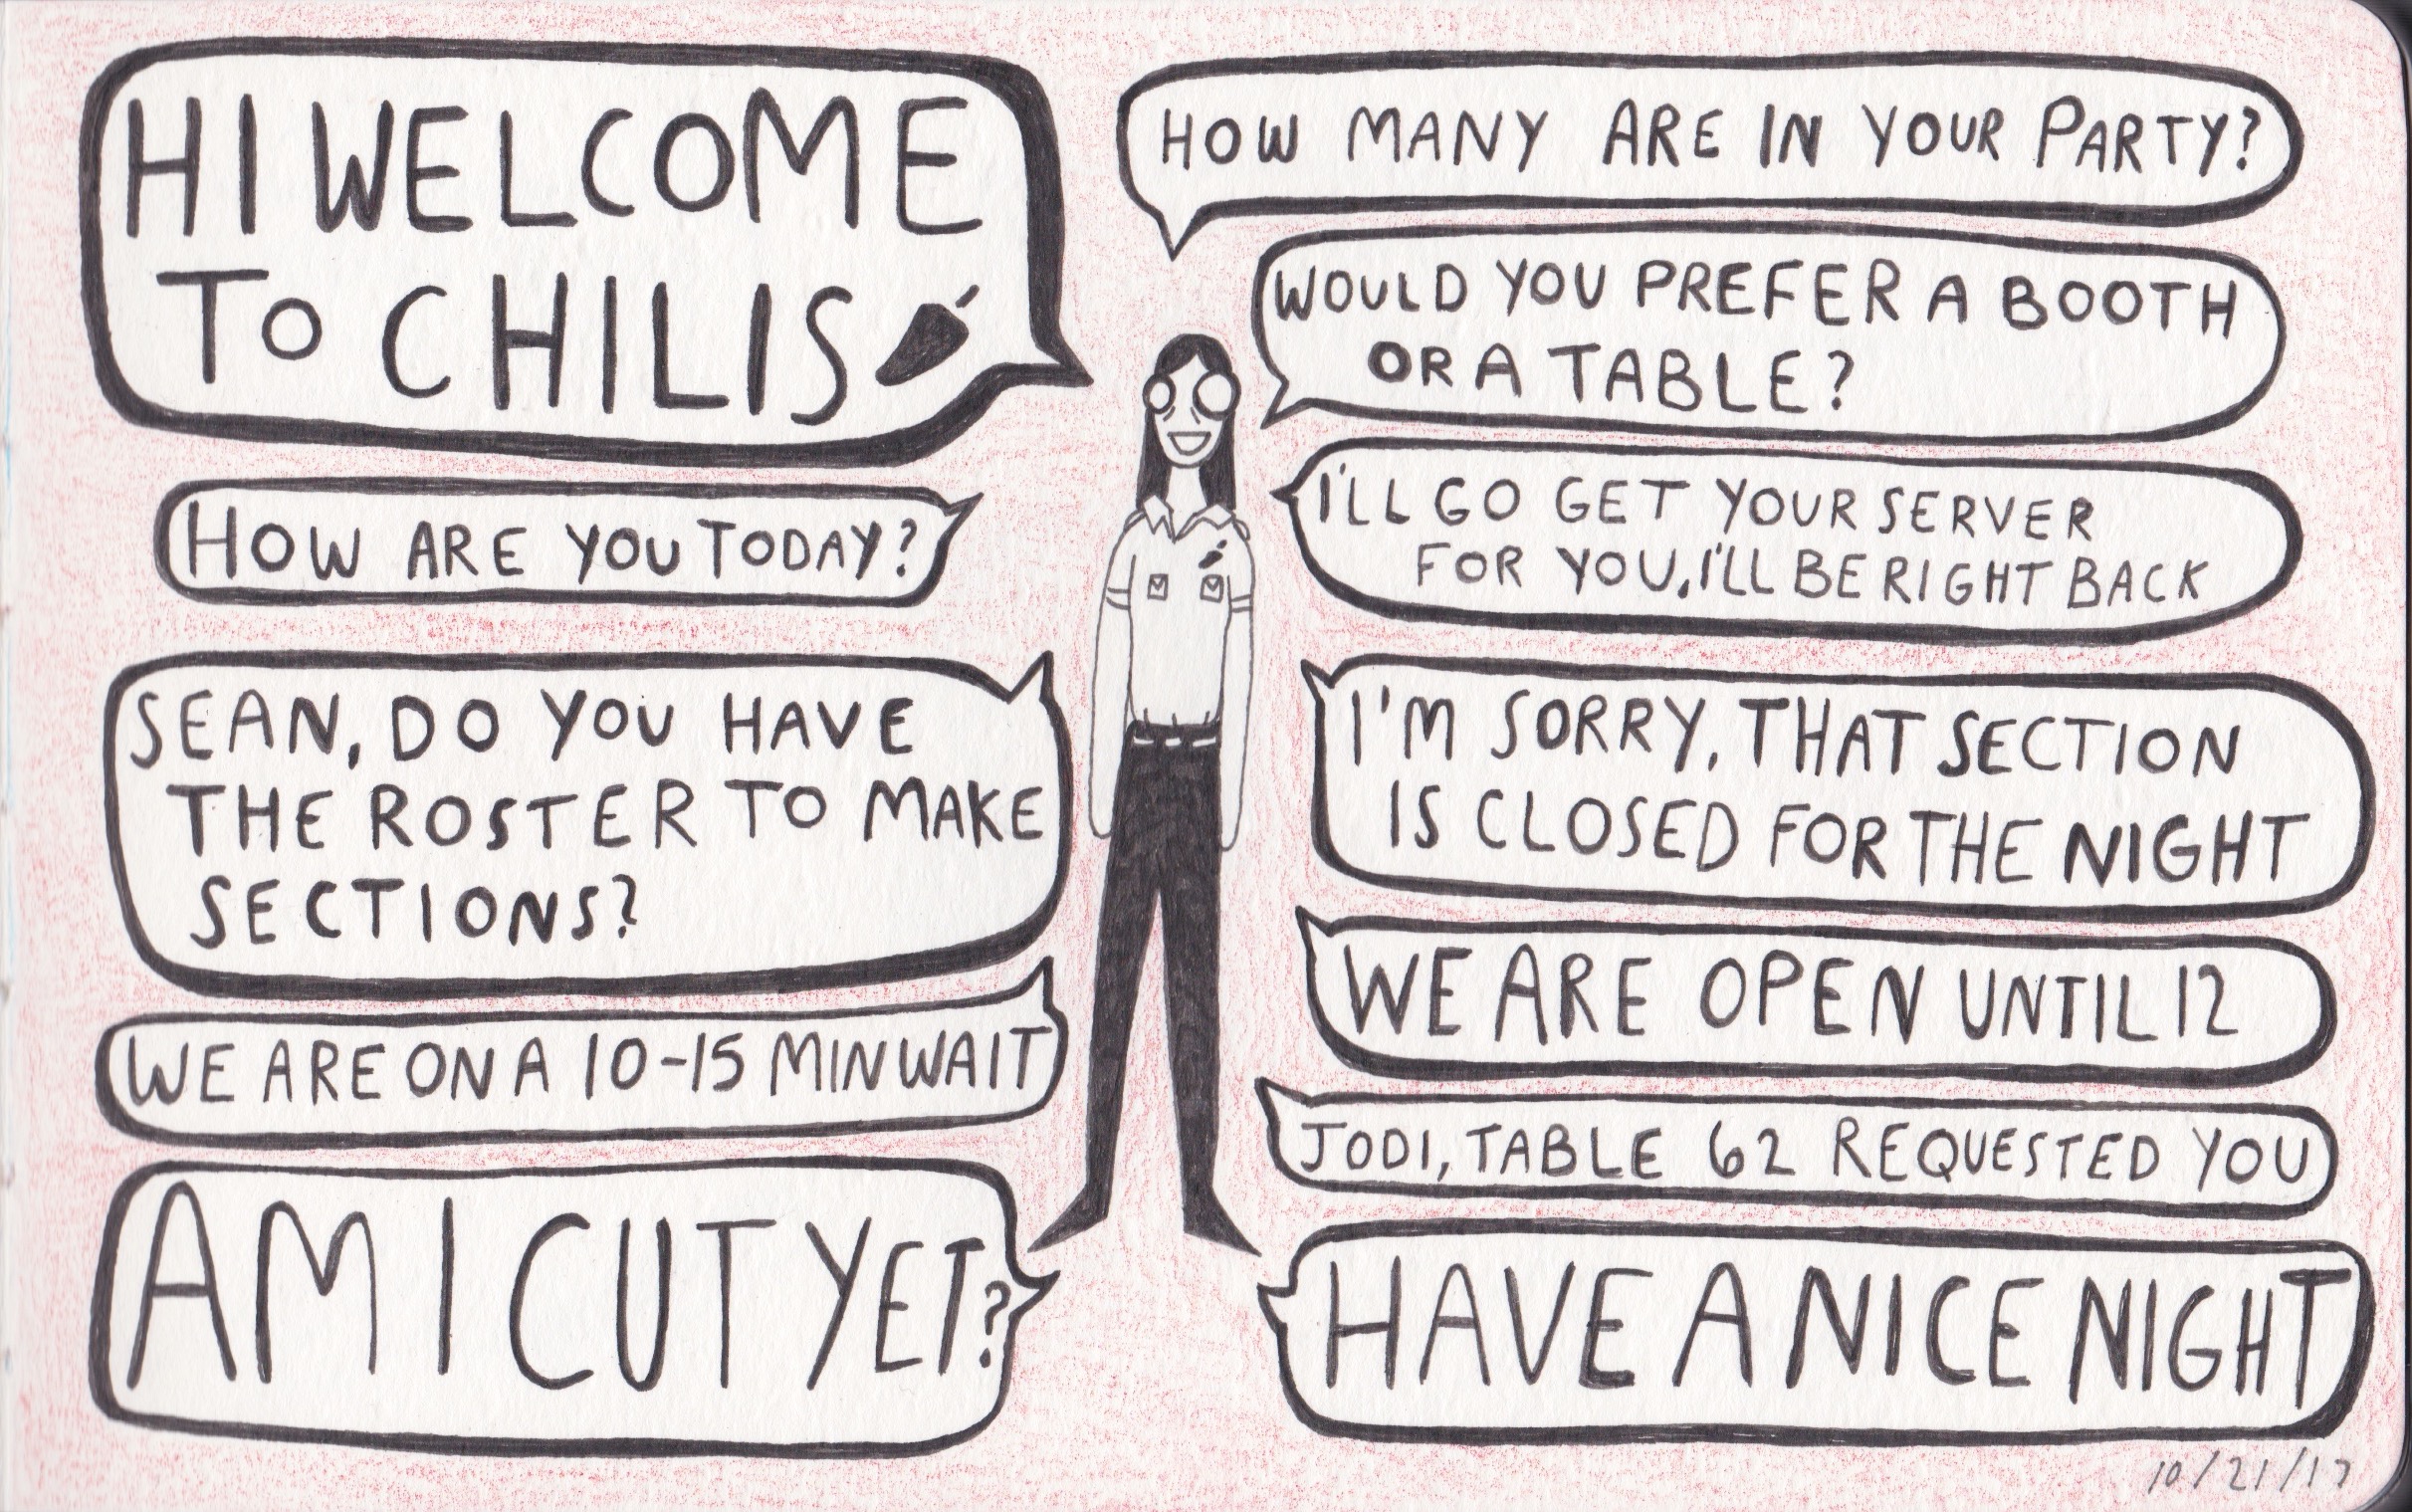 HI WELCOME
TO CHILIS
HOW ARE YOU TODAY?
SEAN, DO YOU HAVE
THE ROSTER TO MAKE
SECTIONS?
WE ARE ON A 10-15 MIN WAIT
AM I CUT YET?
HOW MANY ARE IN YOUR PARTY?
WOULD YOU PREFER A BOOTH
OR A TABLE?
I'LL GO GET YOUR SERVER
FOR YOU, I'LL BE RIGHT BACK
I'M SORRY, THAT SECTION
IS CLOSED FOR THE NIGHT
WE ARE OPEN UNTIL 12
JODI, TABLE 62 REQUESTED YOU
HAVE A NICE NIGHT
10/21/17